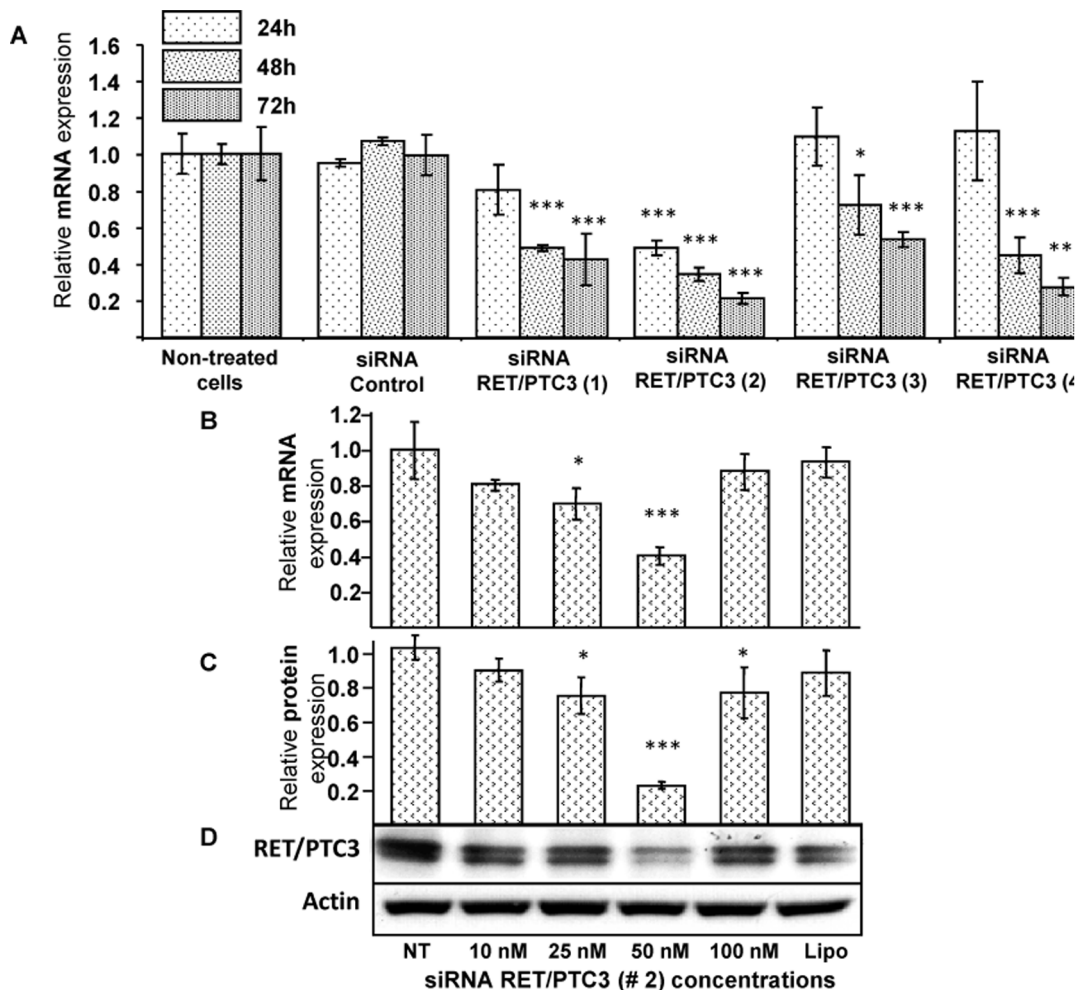 A
24h
48h
72h
Relative mRNA expression
1.6
1.4
1.2
1.0
0.8
0.6
0.4
0.2
*** *** *** *** *** * *** *** **
Non-treated cells
siRNA Control
siRNA RET/PTC3 (1)
siRNA RET/PTC3 (2)
siRNA RET/PTC3 (3)
siRNA RET/PTC3 (4
B
Relative mRNA expression
1.2
1.0
0.8
0.6
0.4
0.2
* ***
C
Relative protein expression
1.0
0.8
0.6
0.4
0.2
* *** *
D
RET/PTC3
Actin
NT 10 nM 25 nM 50 nM 100 nM Lipo
siRNA RET/PTC3 (# 2) concentrations